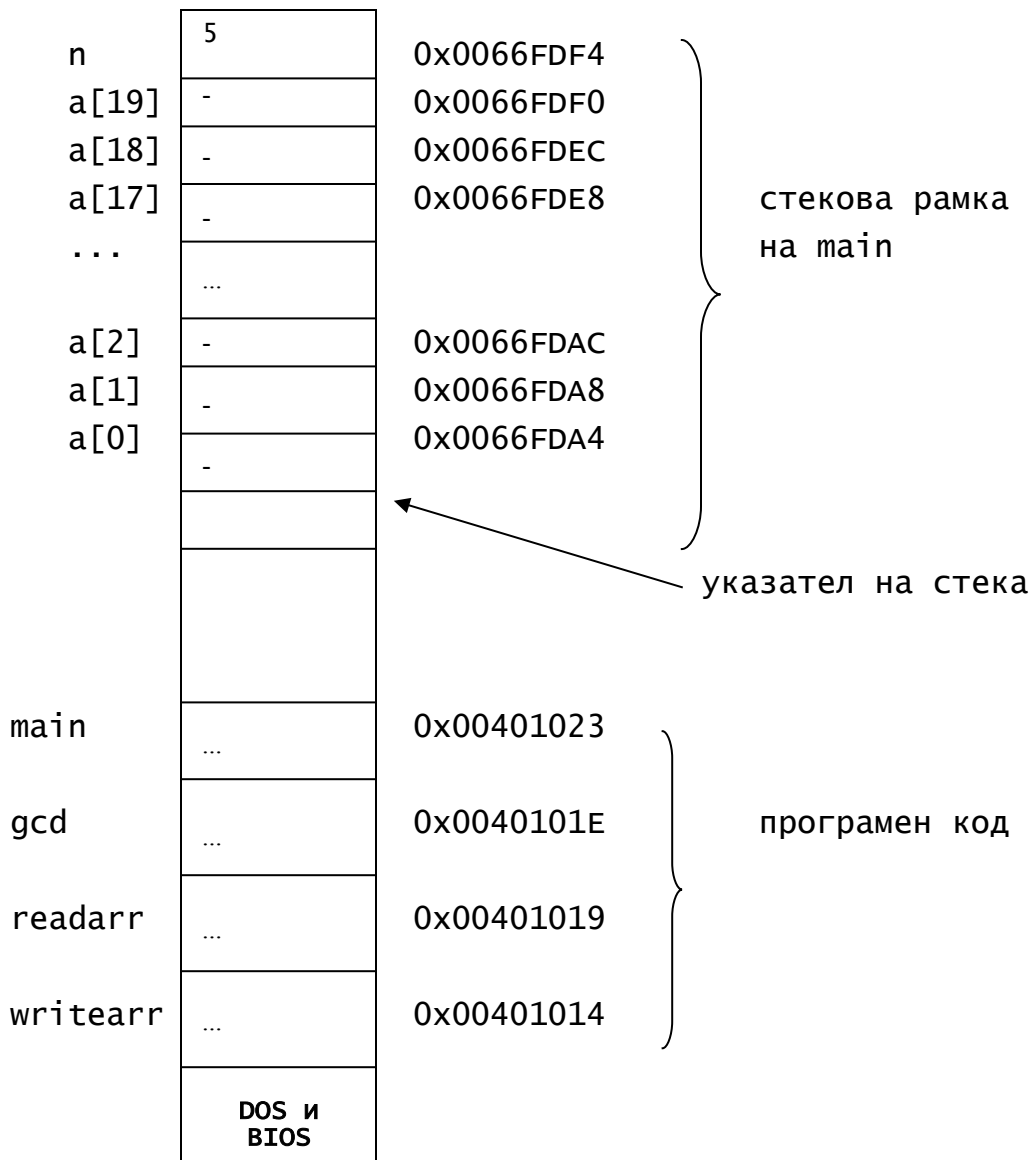 n 5 0x0066FDF4
a[19] - 0x0066FDF0
a[18] - 0x0066FDEC
a[17] - 0x0066FDE8 стекова рамка
... на main
...
a[2] - 0x0066FDAC
a[1] - 0x0066FDA8
a[0] - 0x0066FDA4
указател на стека
main ... 0x00401023
gcd ... 0x0040101E програмен код
readarr ... 0x00401019
writearr ... 0x00401014
DOS и
BIOS